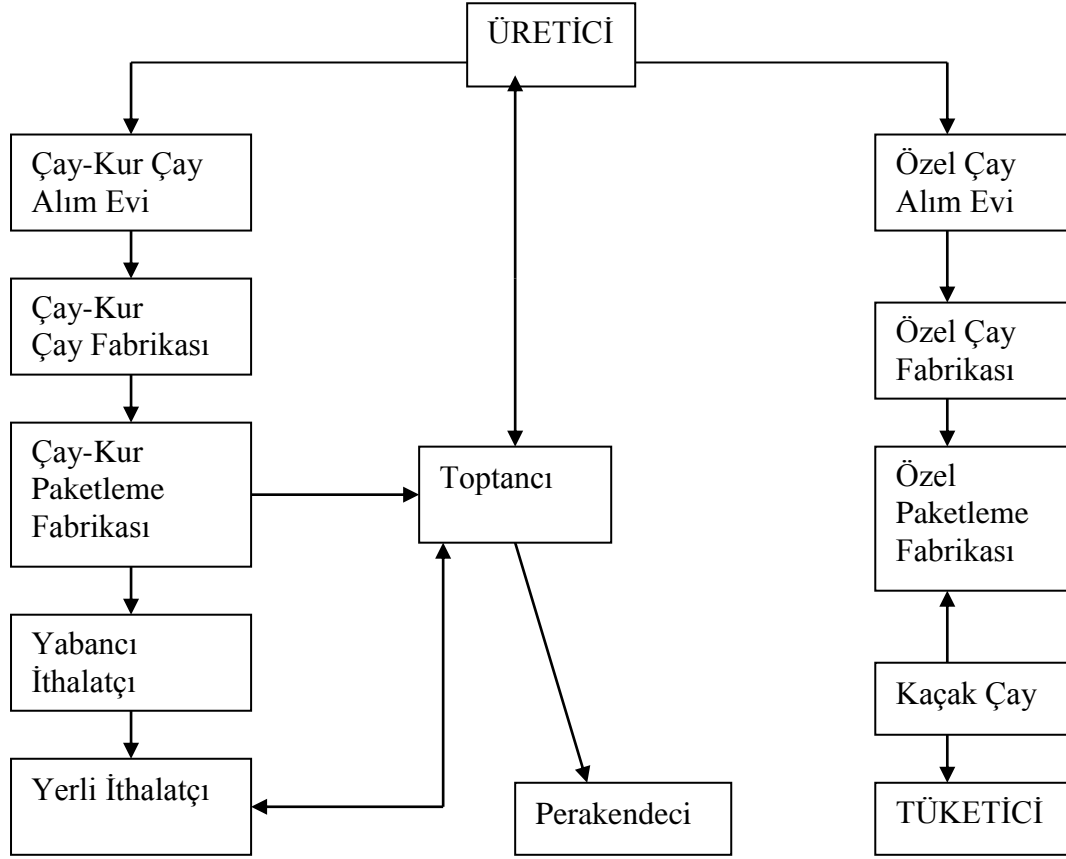 ÜRETİCİ
Çay-Kur Çay
Alım Evi
Özel Çay
Alım Evi
Çay-Kur
Çay Fabrikası
Özel Çay
Fabrikası
Çay-Kur
Paketleme
Fabrikası
Toptancı
Özel
Paketleme
Fabrikası
Yabancı
İthalatçı
Kaçak Çay
Yerli İthalatçı
Perakendeci
TÜKETİCİ